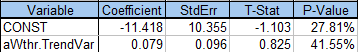 Variable Coefficient StdErr T-Stat P-Value
CONST -11.418 10.355 -1.103 27.81%
aWthr.TrendVar 0.079 0.096 0.825 41.55%